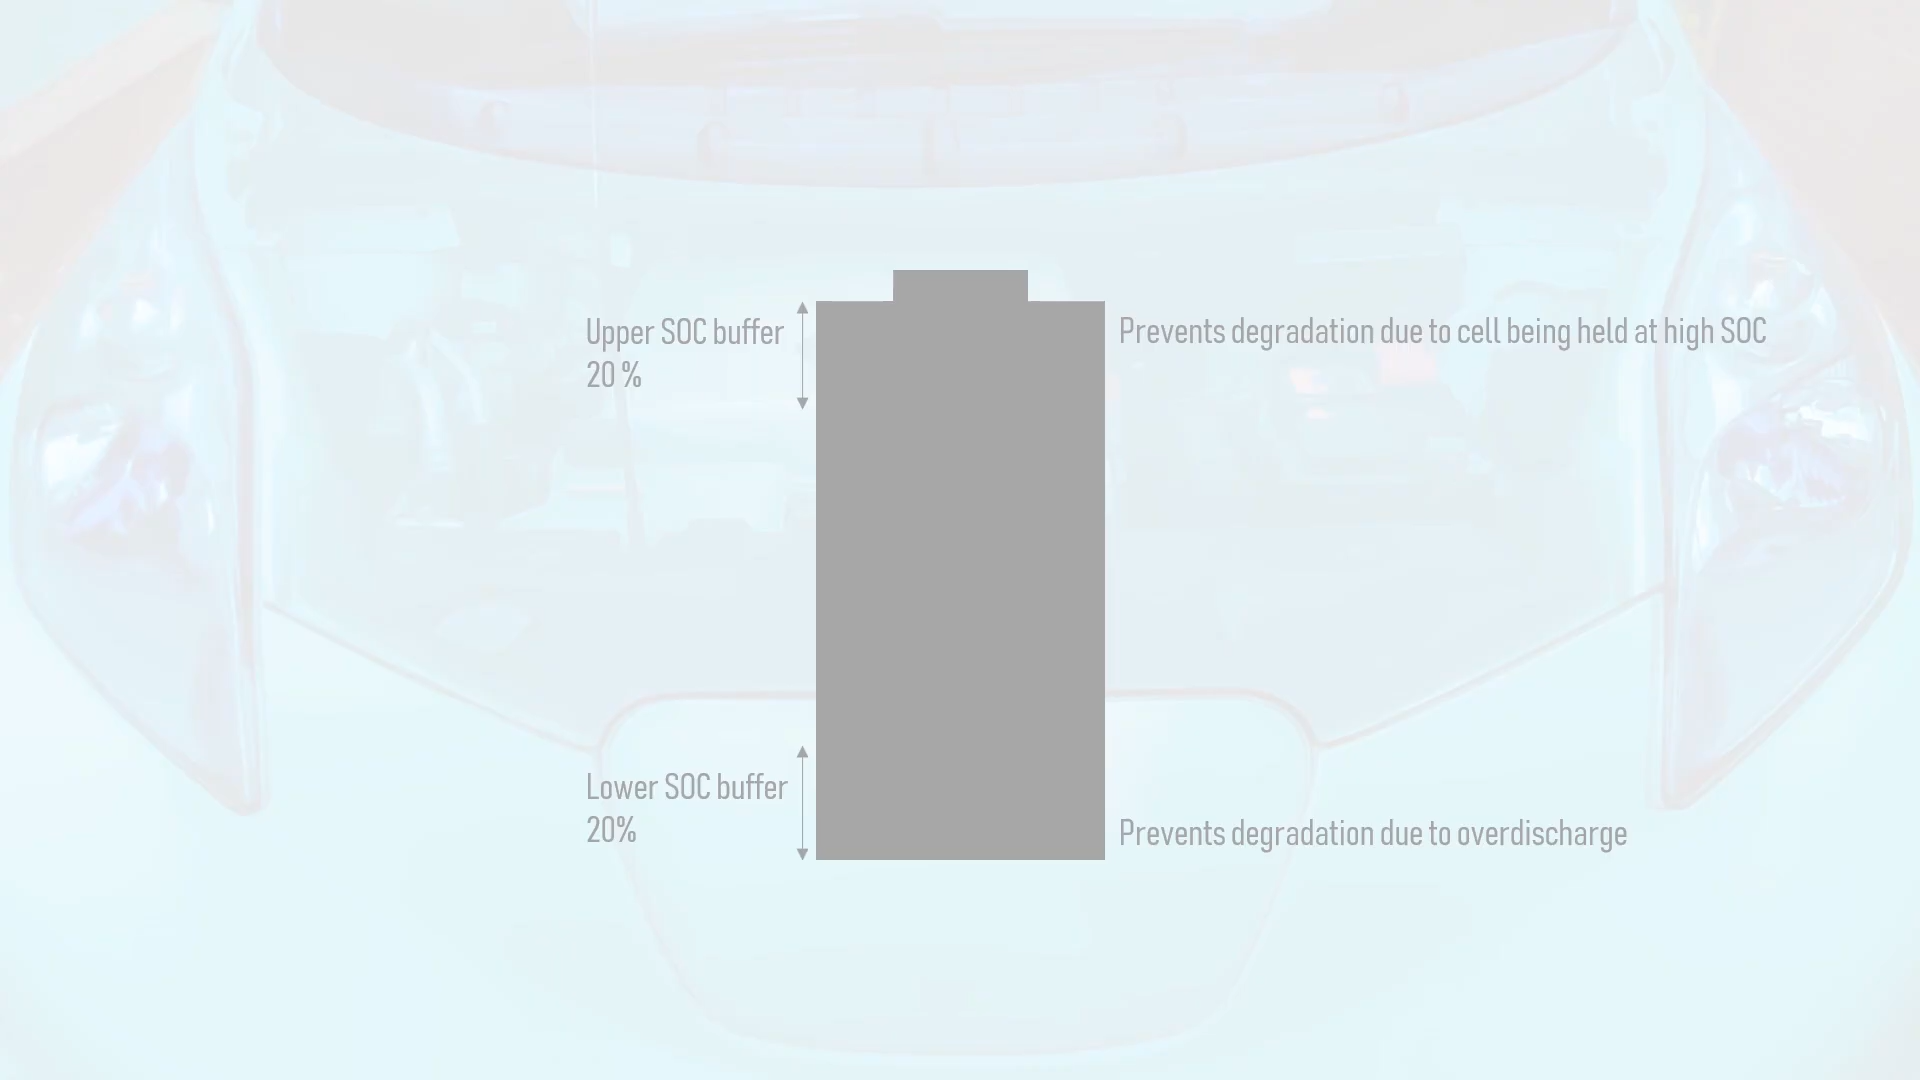 Upper SOC buffer
20 %
Prevents degradation due to cell being held at high SOC
Lower SOC buffer
20%
Prevents degradation due to overdischarge